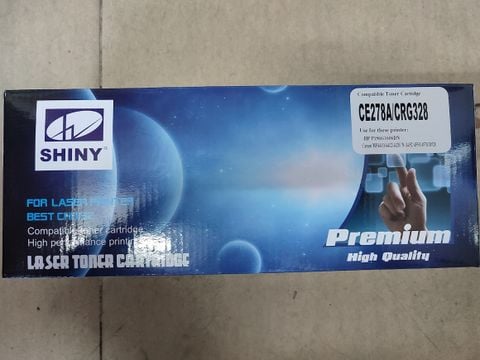 SHINY
FOR LASER PRINTER
BEST CHOICE
Compatible toner cartridge
High performance printing
LASER TONER CARTRIDGE
Compatible Toner Cartridge
CE278A/CRG328
Use for these printer:
Premium
High Quality